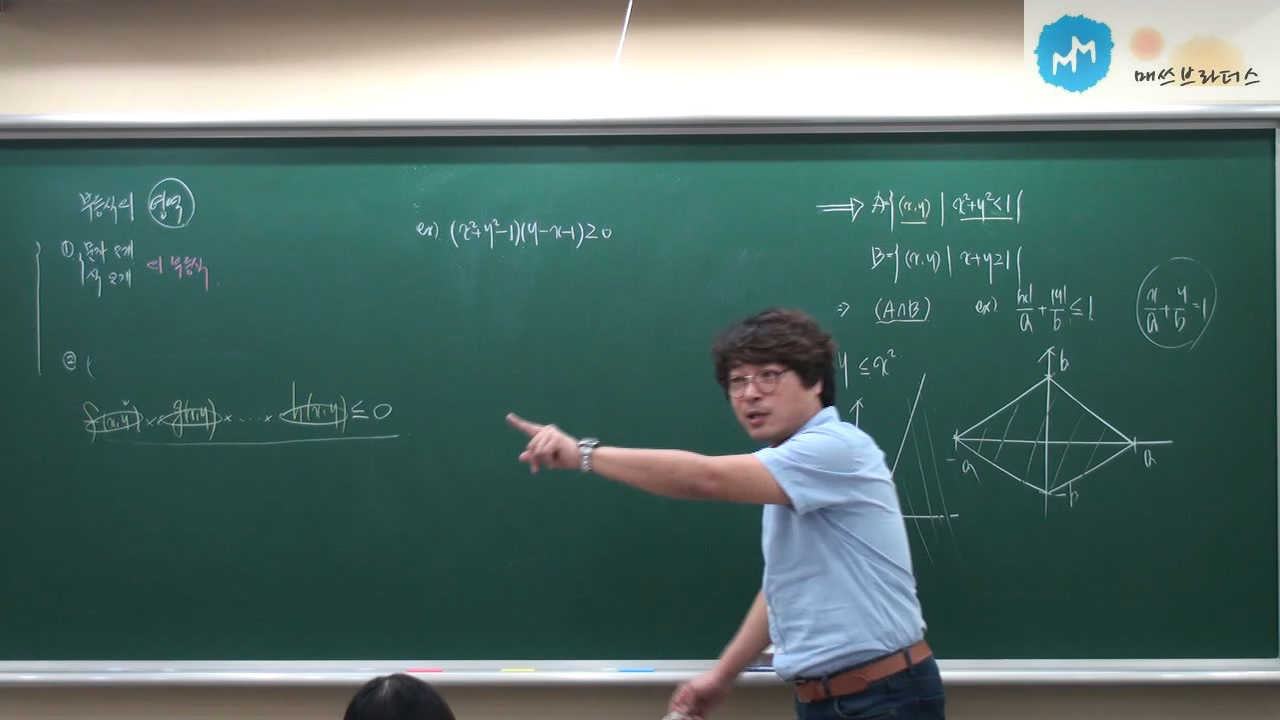 매쓰브라더스
부등식의 영역
① 문자 2개
식 2개
의 부등식
②
f(x,y)×g(x,y)×…×h(x,y)≤0
ex) (x²+y²-1)(y-x-1)≥0
⇒ A={(x,y) | x²+y²<1}
B={(x,y) | x+y≥1}
⇒ (A∩B)
ex) |x|/a+|y|/b≤1
x/a+y/b=1
y≤x²
b
-a
a
-b